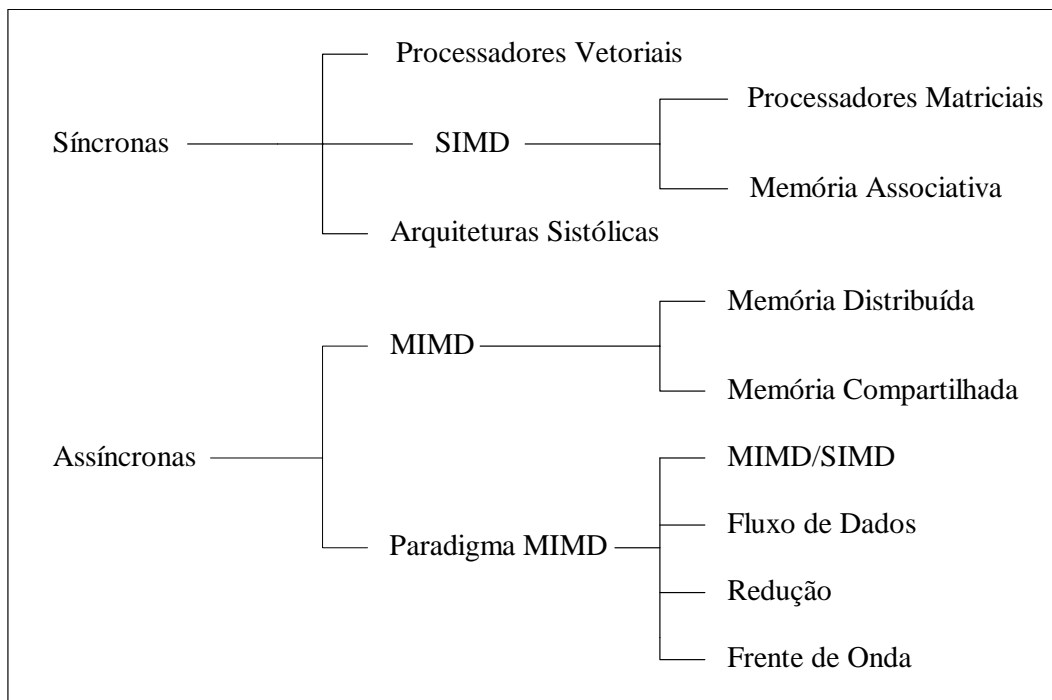 Processadores Vetoriais
Processadores Matriciais
Síncronas
SIMD
Memória Associativa
Arquiteturas Sistólicas
Memória Distribuída
MIMD
Memória Compartilhada
Assíncronas
MIMD/SIMD
Fluxo de Dados
Paradigma MIMD
Redução
Frente de Onda